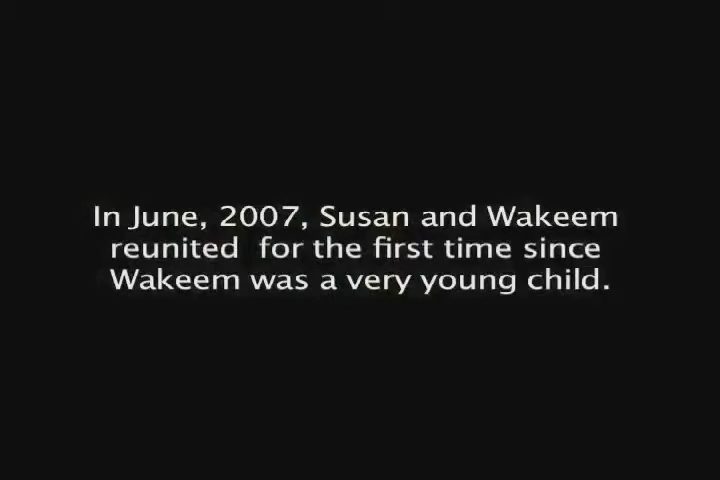 In June, 2007, Susan and Wakeem
reunited  for the first time since
Wakeem was a very young child.